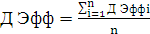 Д Эфф = ∑ⁿᵢ₌₁ Д Эффi / n